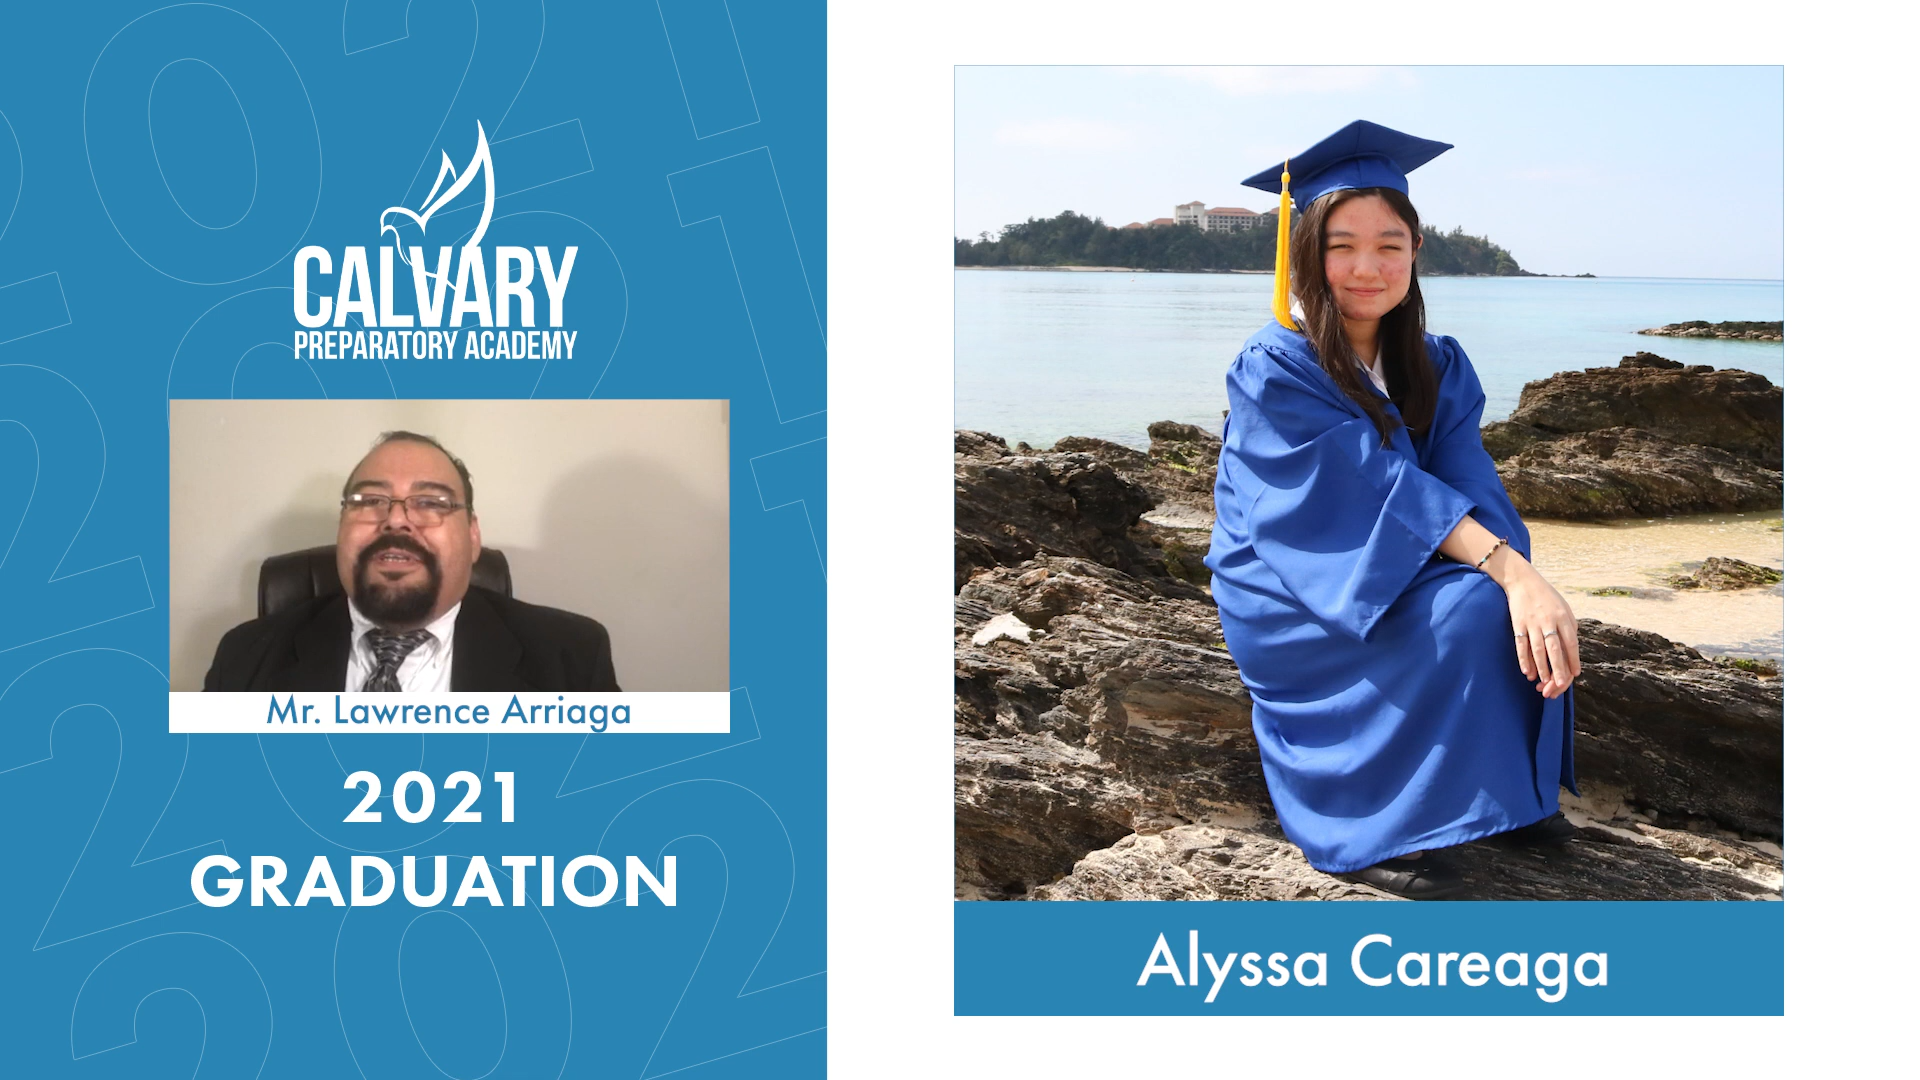 CALVARY
PREPARATORY ACADEMY
Mr. Lawrence Arriaga
2021
GRADUATION
Alyssa Careaga